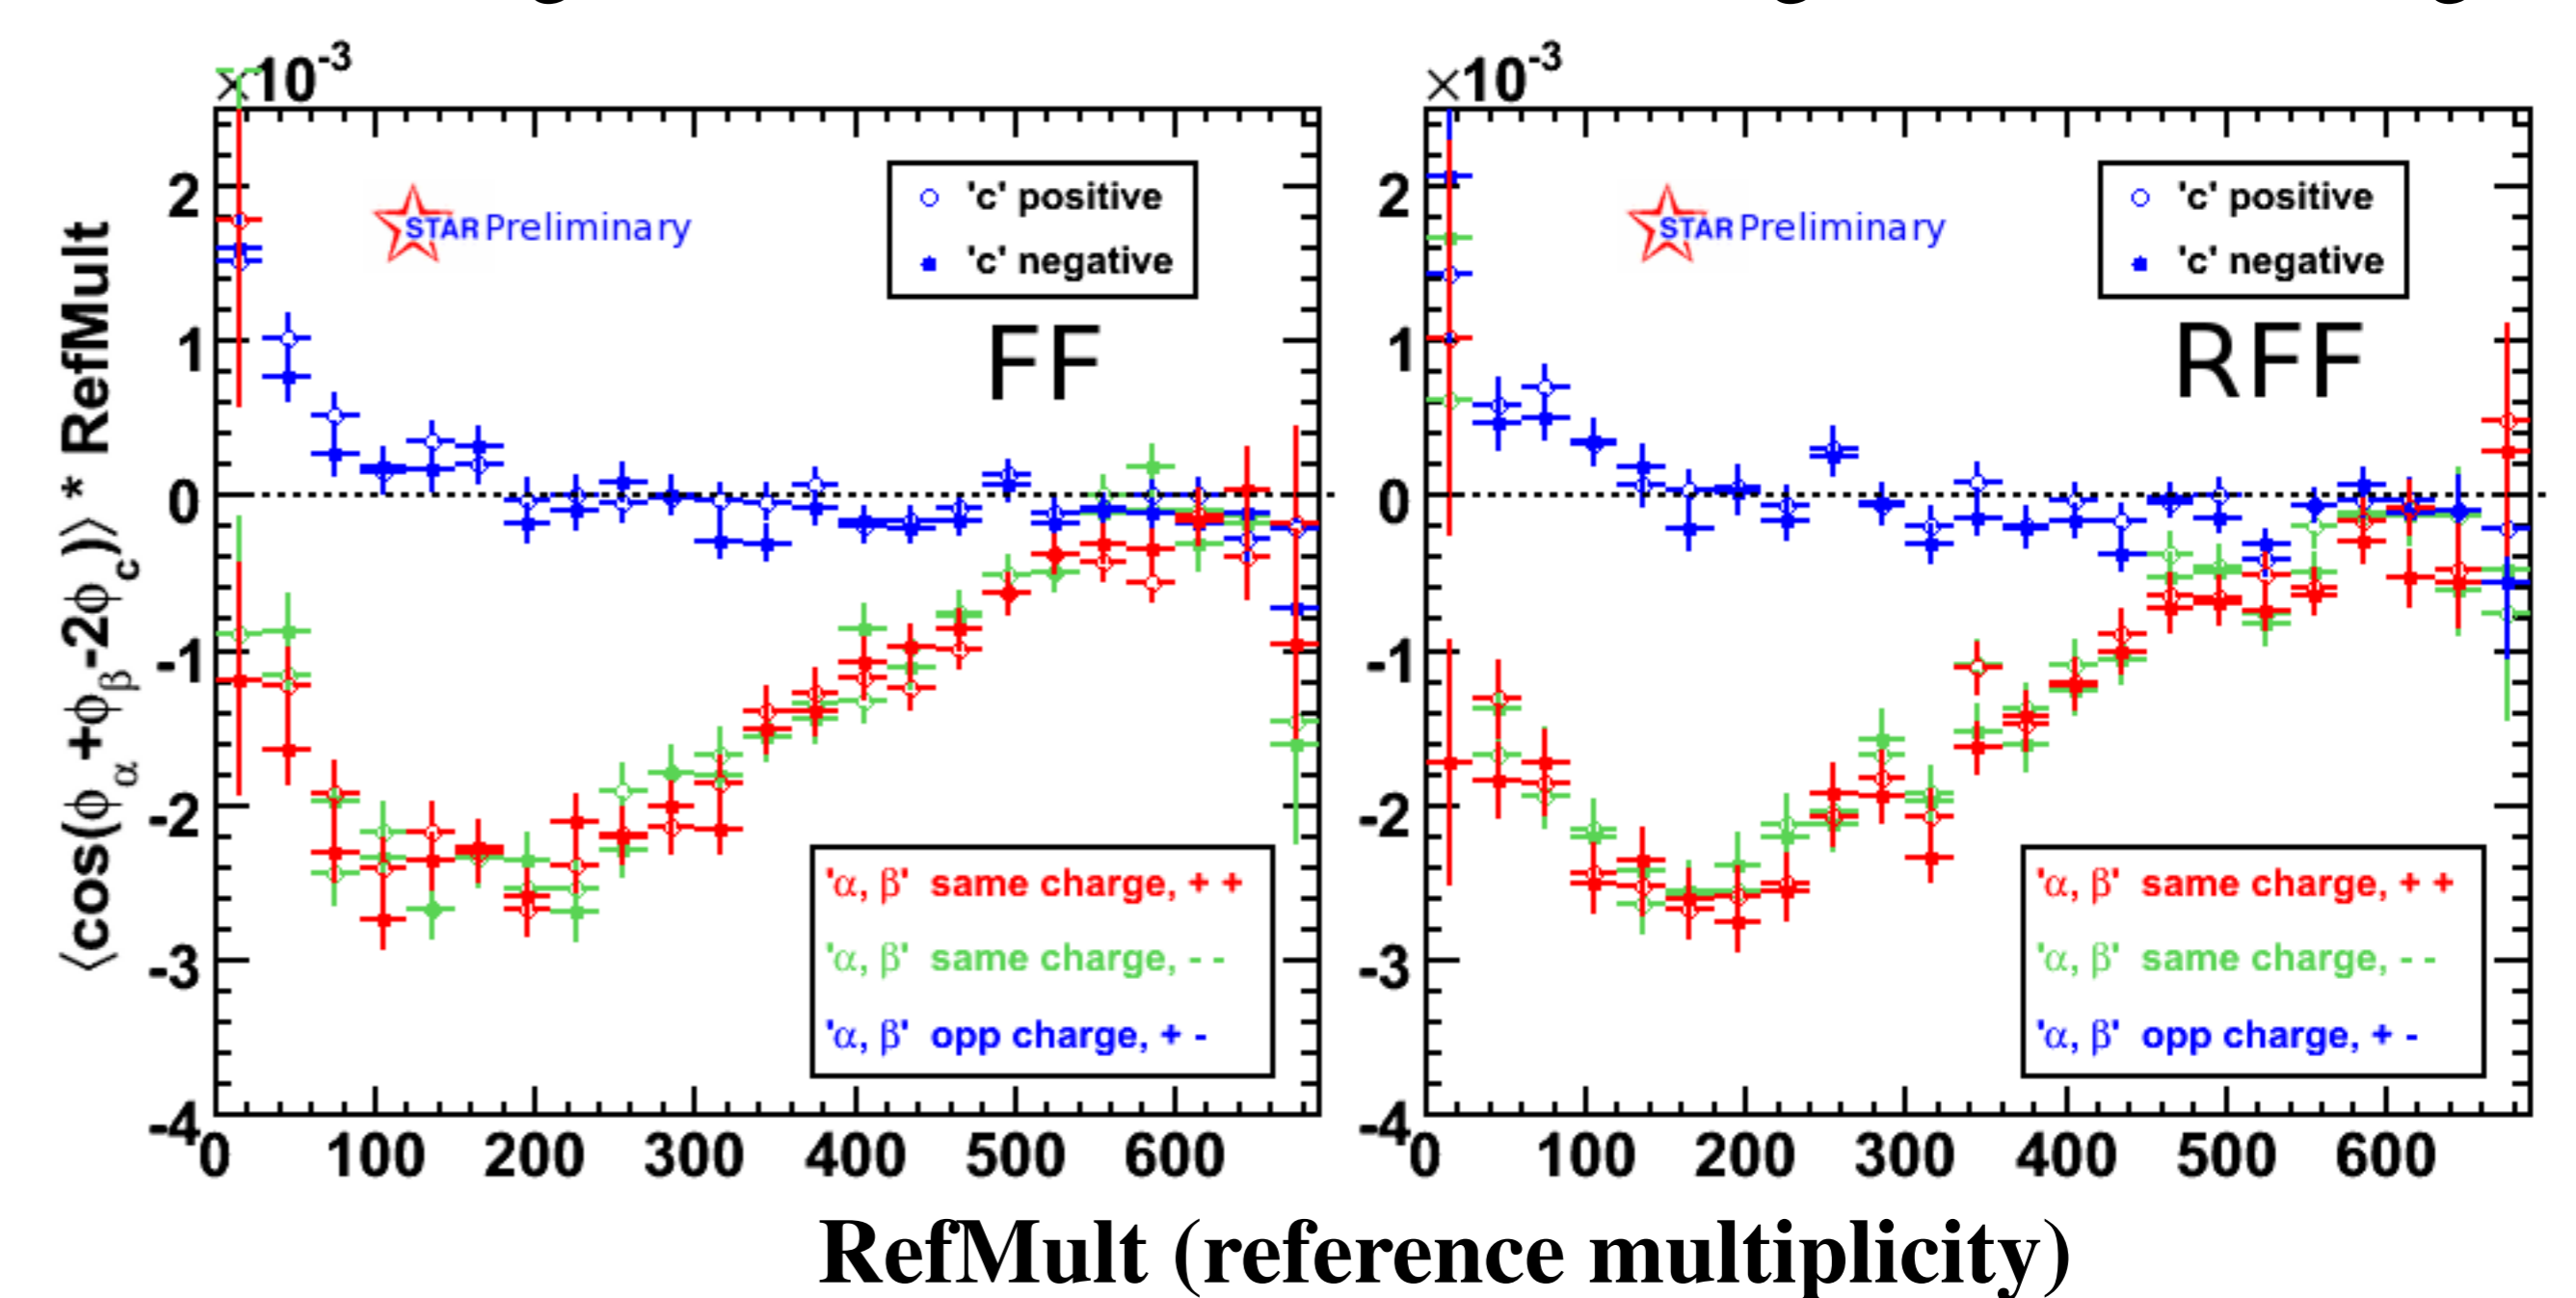 ×10⁻³
×10⁻³
'c' positive
'c' negative
STAR Preliminary
FF
'c' positive
'c' negative
STAR Preliminary
RFF
⟨cos(φα+φβ-2φc)⟩* RefMult
2
1
0
-1
-2
-3
-4
2
1
0
-1
-2
-3
-4
'α, β' same charge, + +
'α, β' same charge, - -
'α, β' opp charge, + -
'α, β' same charge, + +
'α, β' same charge, - -
'α, β' opp charge, + -
0 100 200 300 400 500 600
0 100 200 300 400 500 600
RefMult (reference multiplicity)